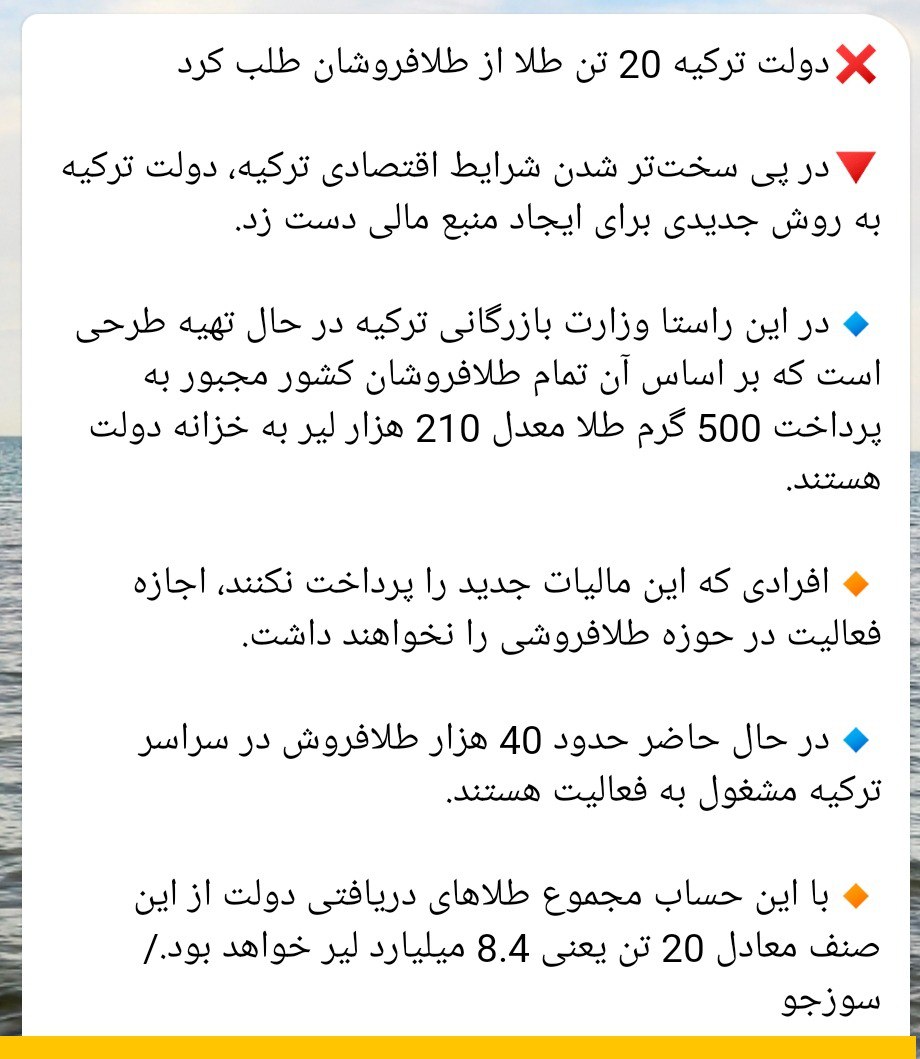 ❌دولت ترکیه 20 تن طلا از طلافروشان طلب کرد
🔻در پی سخت‌تر شدن شرایط اقتصادی ترکیه، دولت ترکیه
به روش جدیدی برای ایجاد منبع مالی دست زد.
🔹در این راستا وزارت بازرگانی ترکیه در حال تهیه طرحی
است که بر اساس آن تمام طلافروشان کشور مجبور به
پرداخت 500 گرم طلا معدل 210 هزار لیر به خزانه دولت
هستند.
🔸افرادی که این مالیات جدید را پرداخت نکنند، اجازه
فعالیت در حوزه طلافروشی را نخواهند داشت.
🔹در حال حاضر حدود 40 هزار طلافروش در سراسر
ترکیه مشغول به فعالیت هستند.
🔸با این حساب مجموع طلاهای دریافتی دولت از این
صنف معادل 20 تن یعنی 8.4 میلیارد لیر خواهد بود./
سوزجو